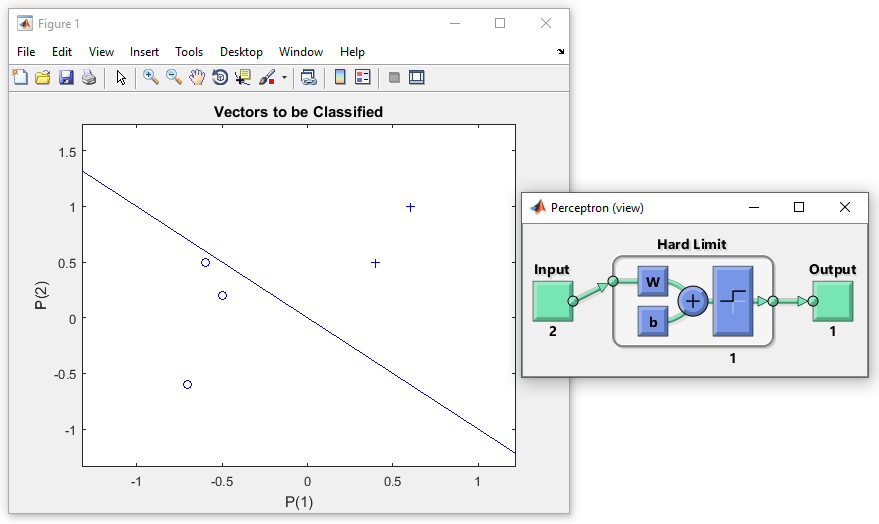 Figure 1
File Edit View Insert Tools Desktop Window Help
Vectors to be Classified
1.5
1
0.5
0
-0.5
-1
P(2)
-1 -0.5 0 0.5 1
P(1)
Perceptron (view)
Hard Limit
Input
Output
W
b
2
1
1